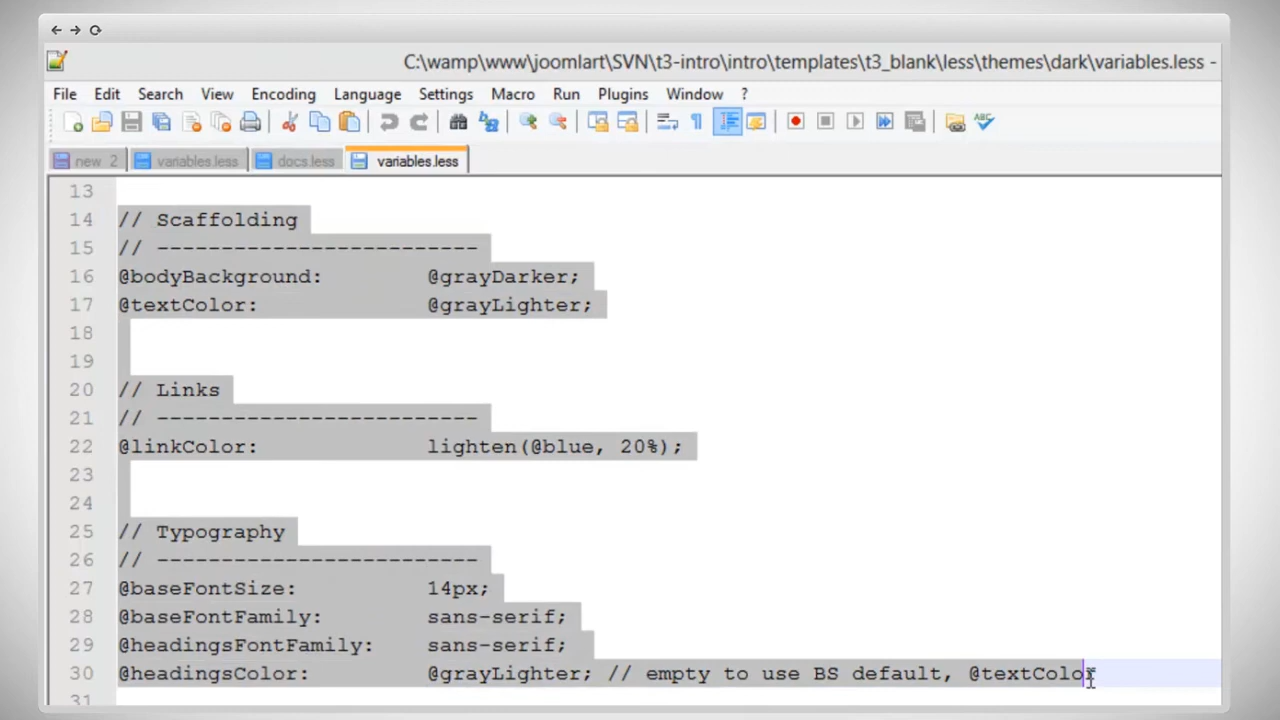 C:\wamp\www\joomlart\SVN\t3-intro\intro\templates\t3_blank\less\themes\dark\variables.less -
File Edit Search View Encoding Language Settings Macro Run Plugins Window ?
new 2 variables.less docs.less variables.less
13
14 // Scaffolding
15 // -------------------------
16 @bodyBackground: @grayDarker;
17 @textColor: @grayLighter;
18
19
20 // Links
21 // -------------------------
22 @linkColor: lighten(@blue, 20%);
23
24
25 // Typography
26 // -------------------------
27 @baseFontSize: 14px;
28 @baseFontFamily: sans-serif;
29 @headingsFontFamily: sans-serif;
30 @headingsColor: @grayLighter; // empty to use BS default, @textColor
31